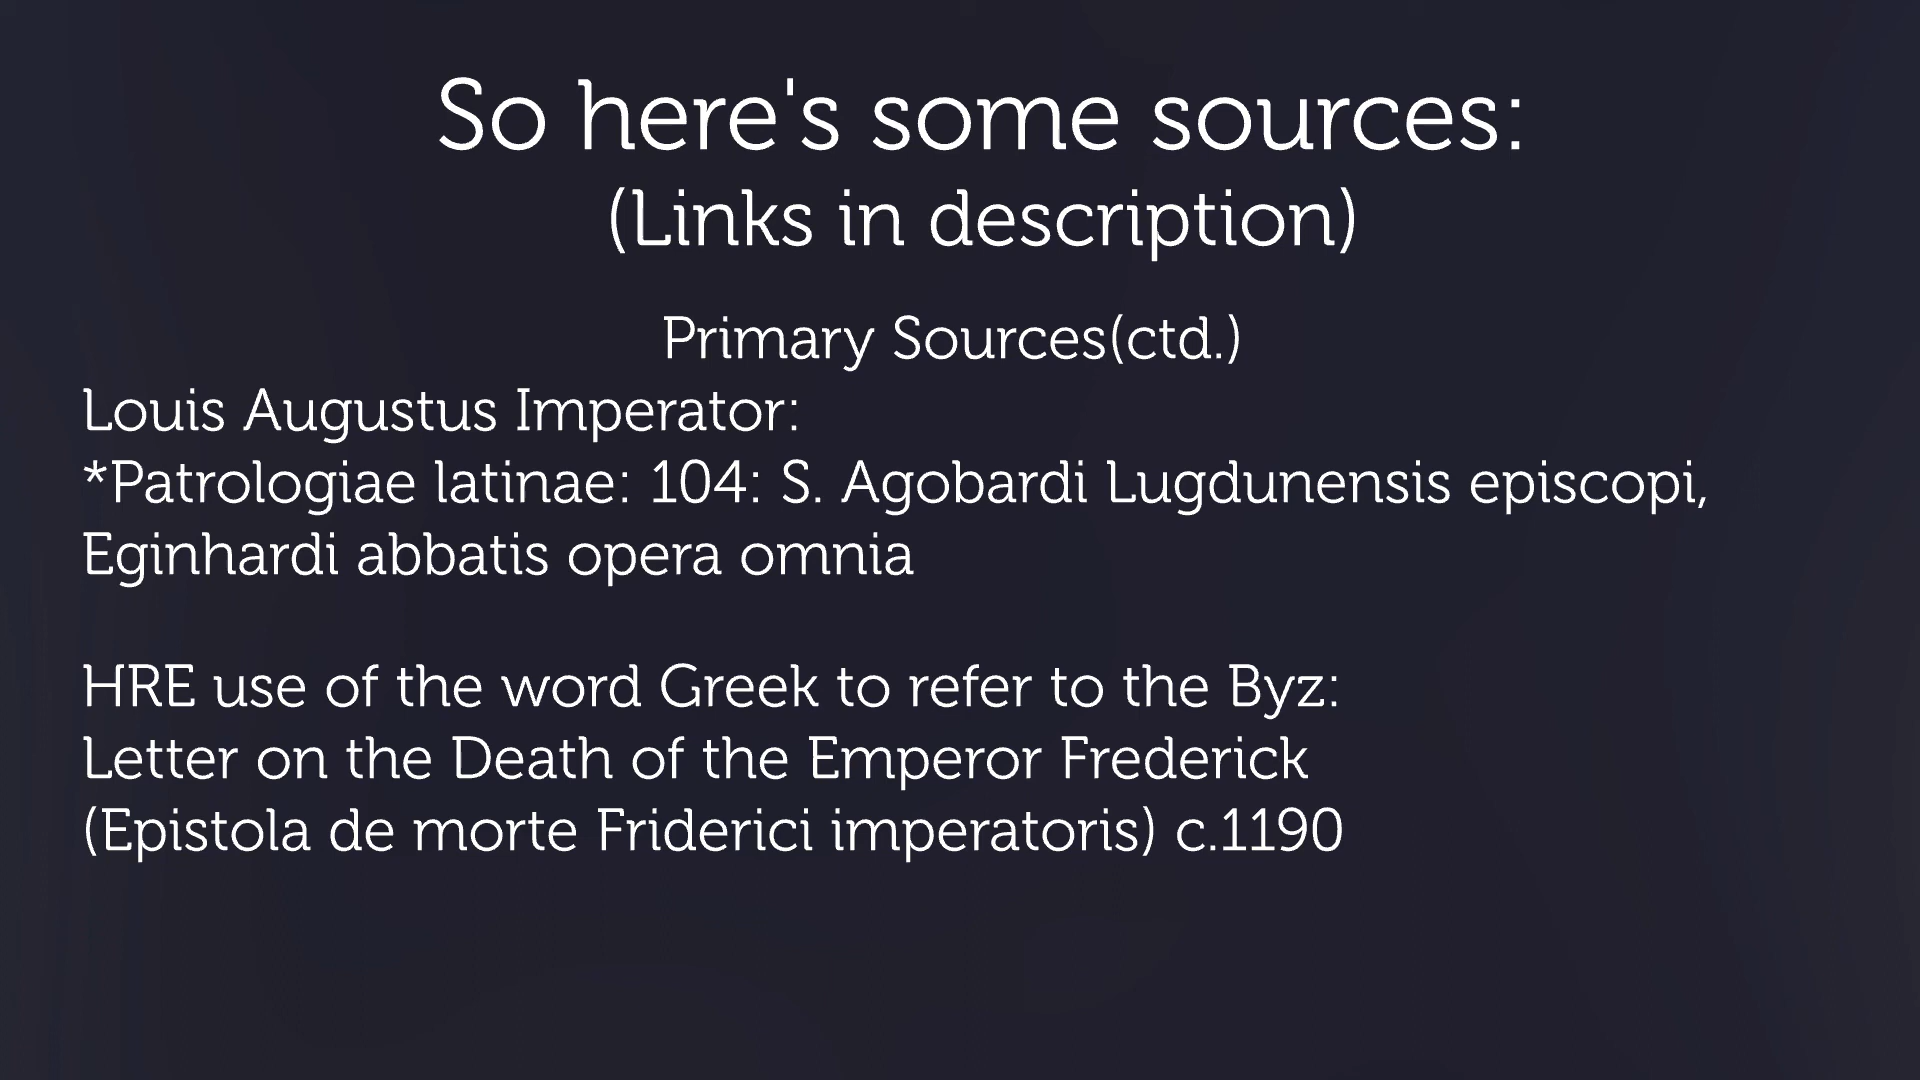 So here's some sources:
(Links in description)
Primary Sources(ctd.)
Louis Augustus Imperator:
*Patrologiae latinae: 104: S. Agobardi Lugdunensis episcopi,
Eginhardi abbatis opera omnia
HRE use of the word Greek to refer to the Byz:
Letter on the Death of the Emperor Frederick
(Epistola de morte Friderici imperatoris) c.1190